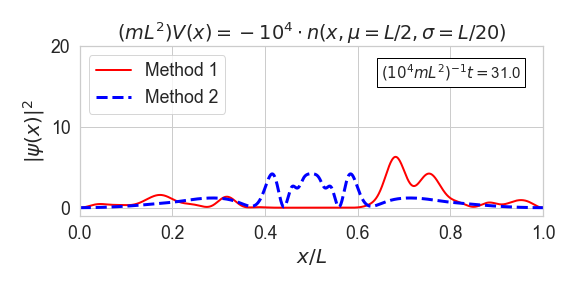 (mL²)V(x) = −10⁴ · n(x, μ = L/2, σ = L/20)
Method 1
Method 2
(10⁴mL²)⁻¹t = 31.0
|ψ(x)|²
20
10
0
0.0 0.2 0.4 0.6 0.8 1.0
x/L